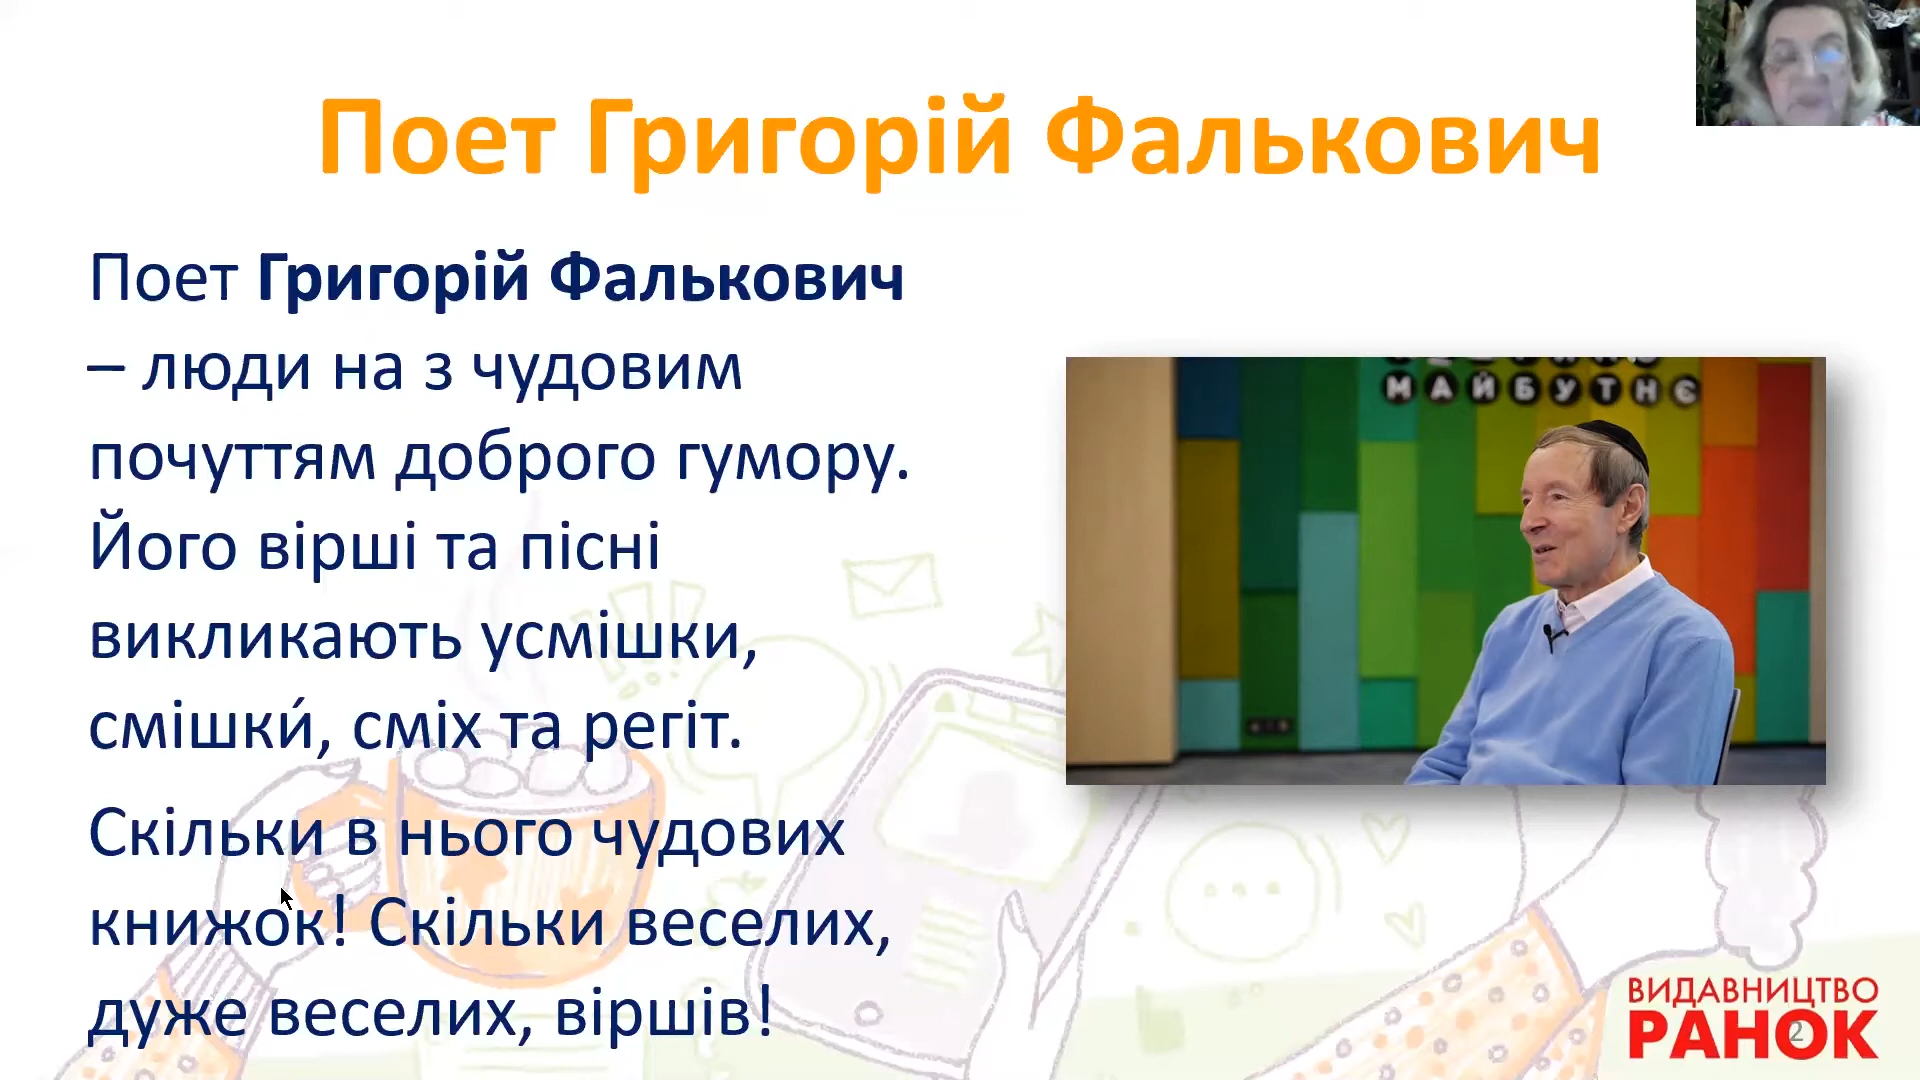 Поет Григорій Фалькович
Поет Григорій Фалькович
– люди на з чудовим
почуттям доброго гумору.
Його вірші та пісні
викликають усмішки,
смішки́, сміх та регіт.
Скільки в нього чудових
книжок! Скільки веселих,
дуже веселих, віршів!
МАЙБУТНЄ
ВИДАВНИЦТВО
РАНОК
2